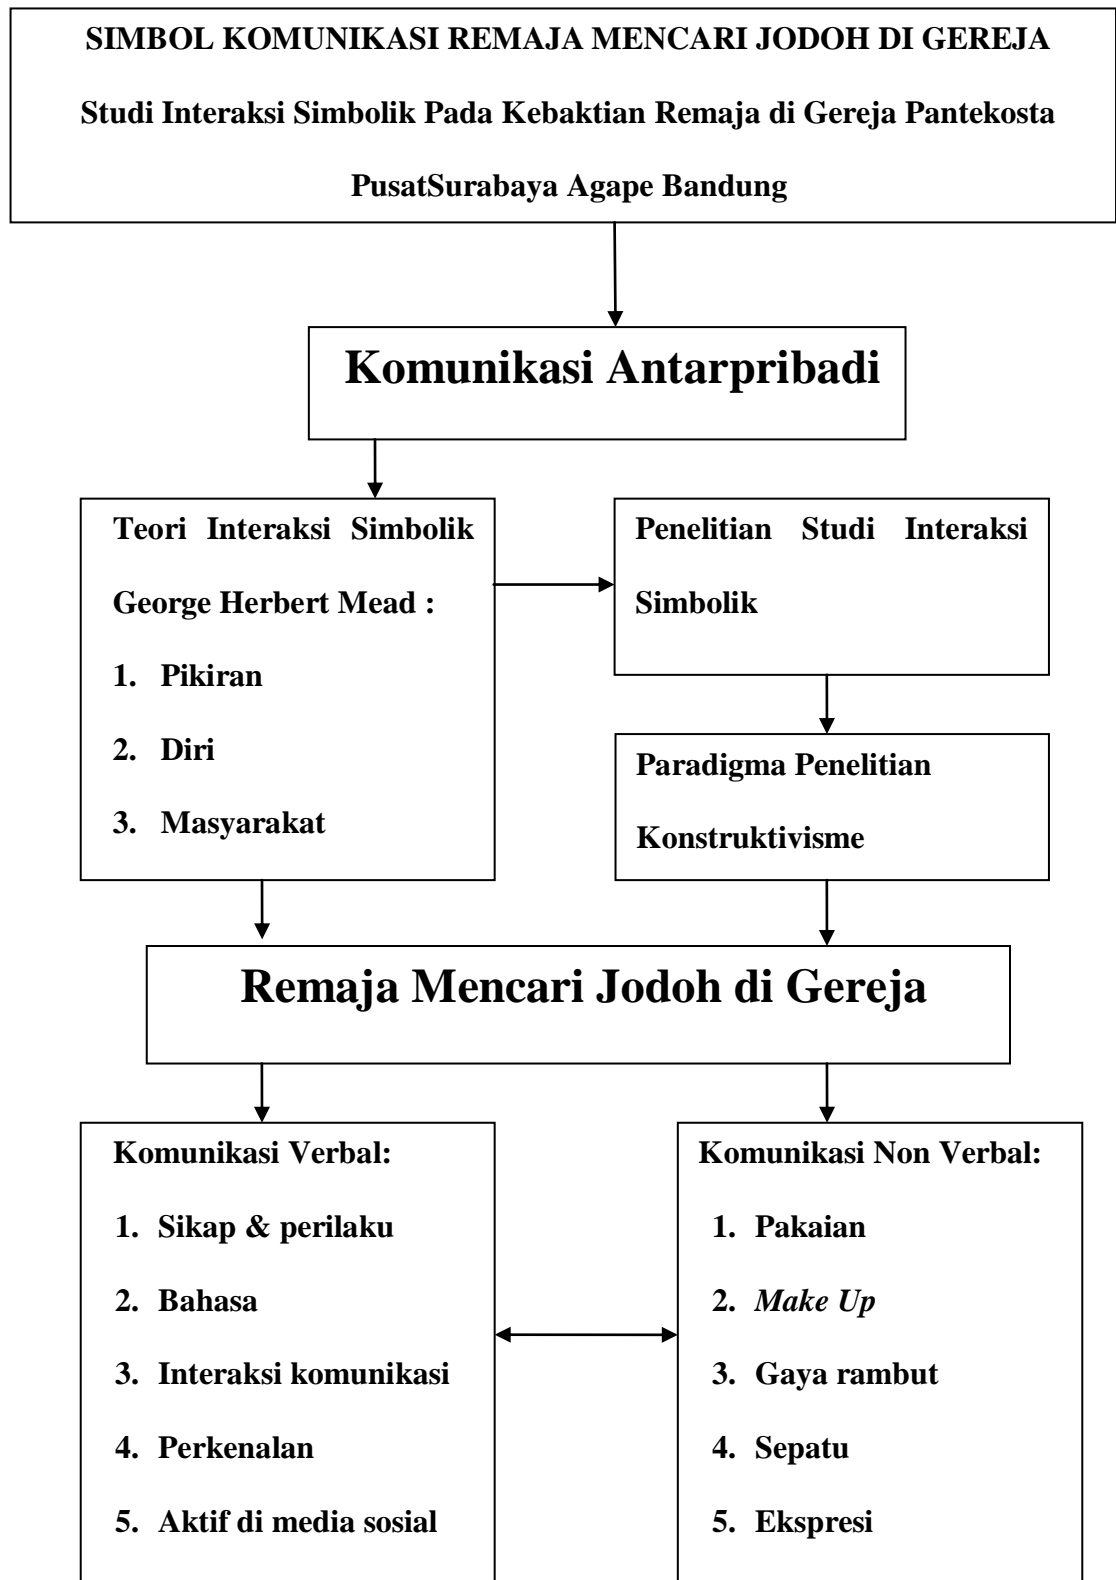 SIMBOL KOMUNIKASI REMAJA MENCARI JODOH DI GEREJA
Studi Interaksi Simbolik Pada Kebaktian Remaja di Gereja Pantekosta
PusatSurabaya Agape Bandung
Komunikasi Antarpribadi
Teori Interaksi Simbolik
George Herbert Mead :
1. Pikiran
2. Diri
3. Masyarakat
Penelitian Studi Interaksi
Simbolik
Paradigma Penelitian
Konstruktivisme
Remaja Mencari Jodoh di Gereja
Komunikasi Verbal:
1. Sikap & perilaku
2. Bahasa
3. Interaksi komunikasi
4. Perkenalan
5. Aktif di media sosial
Komunikasi Non Verbal:
1. Pakaian
2. Make Up
3. Gaya rambut
4. Sepatu
5. Ekspresi